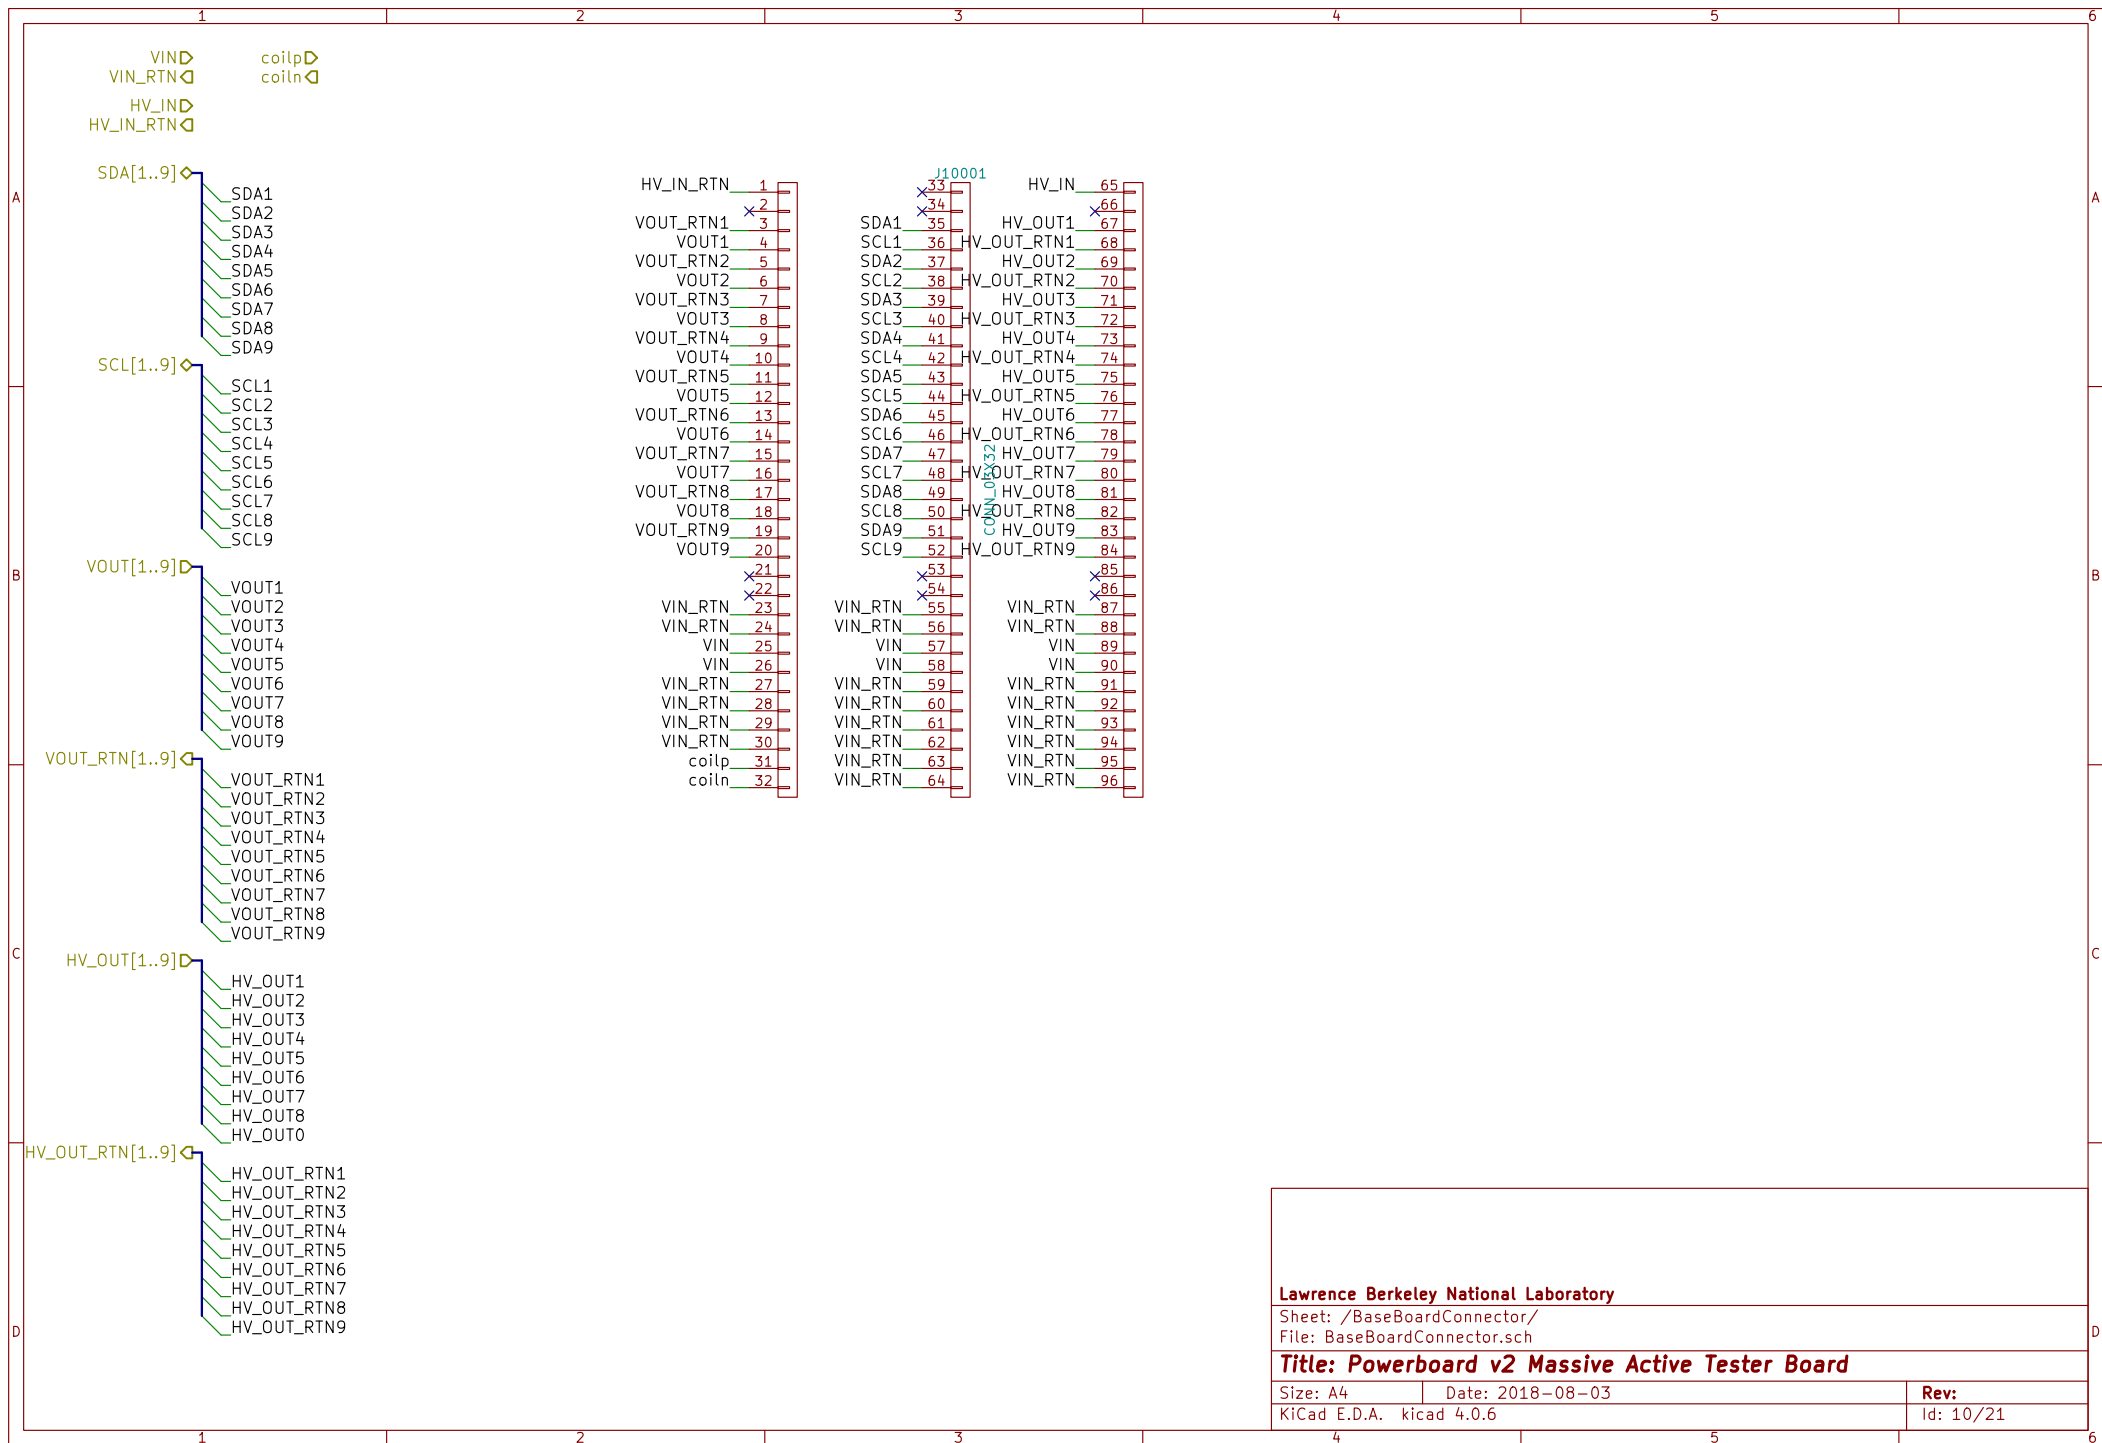 1 2 3 4 5 6
VIN
VIN_RTN
coilp
coiln
HV_IN
HV_IN_RTN
SDA[1..9]
SDA1
SDA2
SDA3
SDA4
SDA5
SDA6
SDA7
SDA8
SDA9
SCL[1..9]
SCL1
SCL2
SCL3
SCL4
SCL5
SCL6
SCL7
SCL8
SCL9
VOUT[1..9]
VOUT1
VOUT2
VOUT3
VOUT4
VOUT5
VOUT6
VOUT7
VOUT8
VOUT9
VOUT_RTN[1..9]
VOUT_RTN1
VOUT_RTN2
VOUT_RTN3
VOUT_RTN4
VOUT_RTN5
VOUT_RTN6
VOUT_RTN7
VOUT_RTN8
VOUT_RTN9
HV_OUT[1..9]
HV_OUT1
HV_OUT2
HV_OUT3
HV_OUT4
HV_OUT5
HV_OUT6
HV_OUT7
HV_OUT8
HV_OUT0
HV_OUT_RTN[1..9]
HV_OUT_RTN1
HV_OUT_RTN2
HV_OUT_RTN3
HV_OUT_RTN4
HV_OUT_RTN5
HV_OUT_RTN6
HV_OUT_RTN7
HV_OUT_RTN8
HV_OUT_RTN9
HV_IN_RTN 1
2
VOUT_RTN1 3
VOUT1 4
VOUT_RTN2 5
VOUT2 6
VOUT_RTN3 7
VOUT3 8
VOUT_RTN4 9
VOUT4 10
VOUT_RTN5 11
VOUT5 12
VOUT_RTN6 13
VOUT6 14
VOUT_RTN7 15
VOUT7 16
VOUT_RTN8 17
VOUT8 18
VOUT_RTN9 19
VOUT9 20
21
22
VIN_RTN 23
VIN_RTN 24
VIN 25
VIN 26
VIN_RTN 27
VIN_RTN 28
VIN_RTN 29
VIN_RTN 30
coilp 31
coiln 32
J10001
33
34
SDA1 35
SCL1 36
SDA2 37
SCL2 38
SDA3 39
SCL3 40
SDA4 41
SCL4 42
SDA5 43
SCL5 44
SDA6 45
SCL6 46
SDA7 47
SCL7 48
SDA8 49
SCL8 50
SDA9 51
SCL9 52
53
54
VIN_RTN 55
VIN_RTN 56
VIN 57
VIN 58
VIN_RTN 59
VIN_RTN 60
VIN_RTN 61
VIN_RTN 62
VIN_RTN 63
VIN_RTN 64
CONN_03X32
HV_IN 65
66
HV_OUT1 67
HV_OUT_RTN1 68
HV_OUT2 69
HV_OUT_RTN2 70
HV_OUT3 71
HV_OUT_RTN3 72
HV_OUT4 73
HV_OUT_RTN4 74
HV_OUT5 75
HV_OUT_RTN5 76
HV_OUT6 77
HV_OUT_RTN6 78
HV_OUT7 79
HV_OUT_RTN7 80
HV_OUT8 81
HV_OUT_RTN8 82
HV_OUT9 83
HV_OUT_RTN9 84
85
86
VIN_RTN 87
VIN_RTN 88
VIN 89
VIN 90
VIN_RTN 91
VIN_RTN 92
VIN_RTN 93
VIN_RTN 94
VIN_RTN 95
VIN_RTN 96
A A
B B
C C
D D
Lawrence Berkeley National Laboratory
Sheet: /BaseBoardConnector/
File: BaseBoardConnector.sch
Title: Powerboard v2 Massive Active Tester Board
Size: A4 Date: 2018-08-03 Rev:
KiCad E.D.A. kicad 4.0.6 Id: 10/21
1 2 3 4 5 6